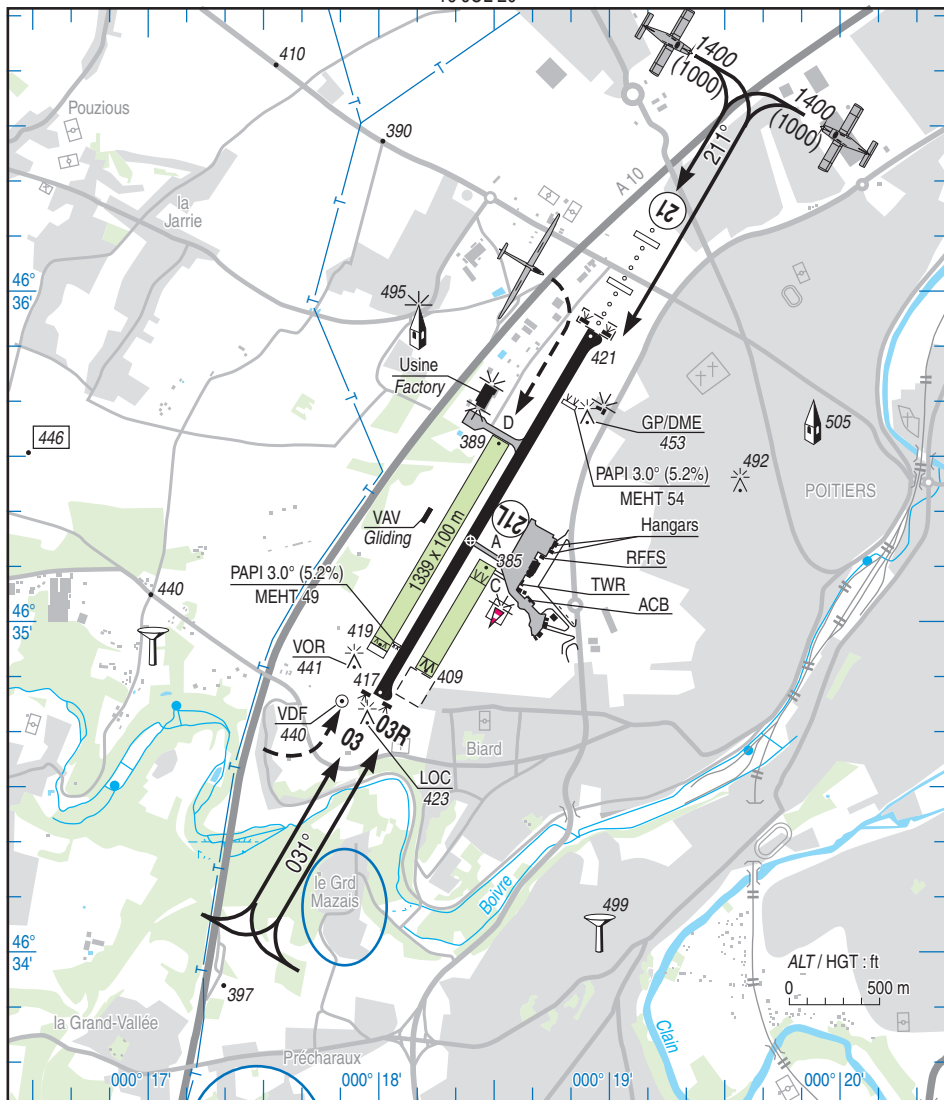 410
Pouzious
390
1400
(1000)
1400
(1000)
211°
A 10
21
la
Jarrie
46°
36'
495
Usine
Factory
421
D
389
GP/DME
453
505
446
PAPI 3.0° (5.2%)
MEHT 54
492
POITIERS
VAV
Gliding
1339 X 100 m
21L
A
385
Hangars
RFFS
TWR
ACB
C
PAPI 3.0° (5.2%)
MEHT 49
440
46°
35'
419
VOR
441
417
409
VDF
440
03
03R
Biard
LOC
423
031°
le Grd
Mazais
Boivre
499
46°
34'
397
ALT / HGT : ft
0 500 m
la Grand-Vallée
Clain
Précharaux
000° 17'
000° 18'
000° 19'
000° 20'
T
T
T
T
T
T
T
T